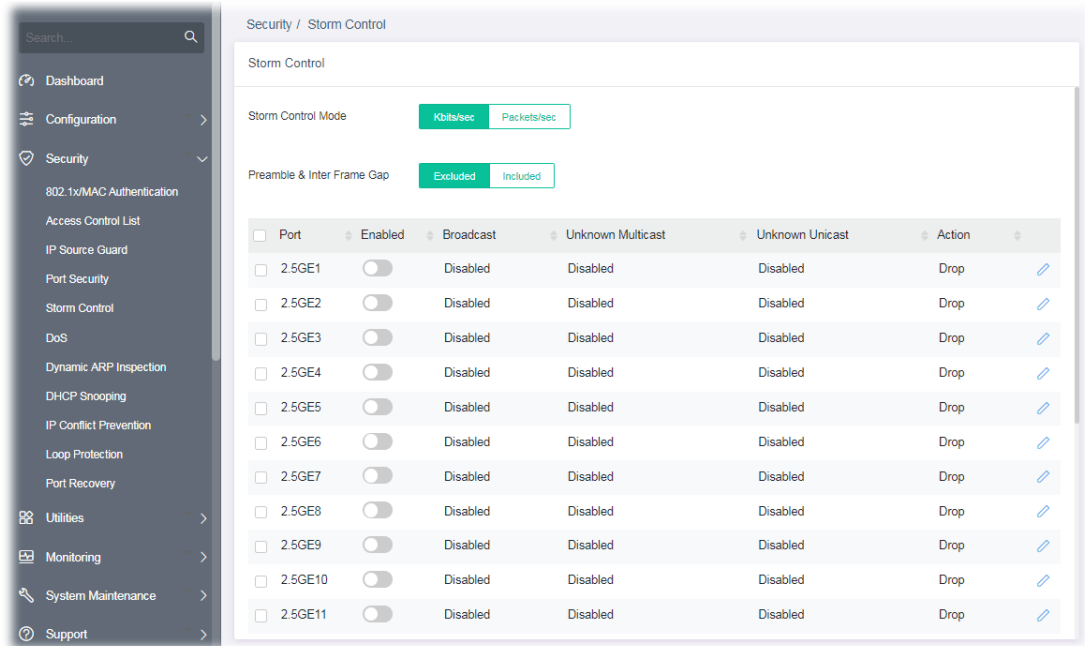 Search...
Dashboard
Configuration
Security
802.1x/MAC Authentication
Access Control List
IP Source Guard
Port Security
Storm Control
DoS
Dynamic ARP Inspection
DHCP Snooping
IP Conflict Prevention
Loop Protection
Port Recovery
Utilities
Monitoring
System Maintenance
Support
Security / Storm Control
Storm Control
Storm Control Mode Kbits/sec Packets/sec
Preamble & Inter Frame Gap Excluded Included
Port Enabled Broadcast Unknown Multicast Unknown Unicast Action
2.5GE1 Disabled Disabled Disabled Drop
2.5GE2 Disabled Disabled Disabled Drop
2.5GE3 Disabled Disabled Disabled Drop
2.5GE4 Disabled Disabled Disabled Drop
2.5GE5 Disabled Disabled Disabled Drop
2.5GE6 Disabled Disabled Disabled Drop
2.5GE7 Disabled Disabled Disabled Drop
2.5GE8 Disabled Disabled Disabled Drop
2.5GE9 Disabled Disabled Disabled Drop
2.5GE10 Disabled Disabled Disabled Drop
2.5GE11 Disabled Disabled Disabled Drop